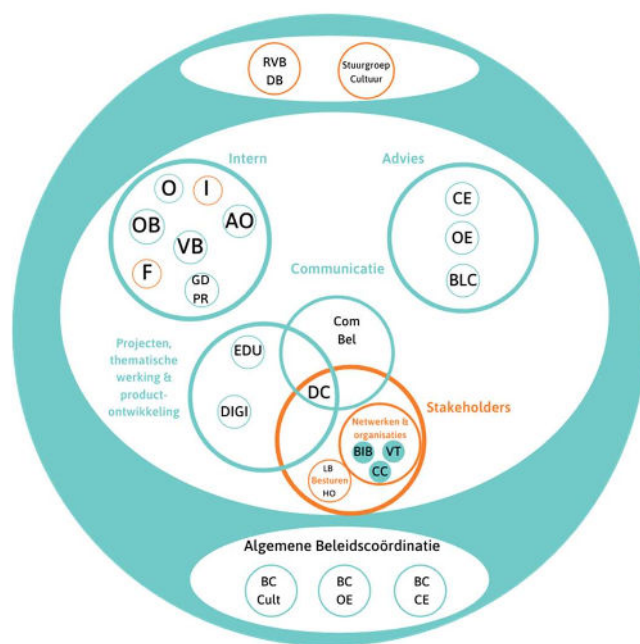 RVB
DB
Stuurgroep
Cultuur
Intern
O
I
OB
AO
VB
F
GD
PR
Advies
CE
OE
BLC
Communicatie
Com
Bel
Projecten,
thematische
werking &
product-
ontwikkeling
EDU
DIGI
DC
Stakeholders
Netwerken &
organisaties
BIB
VT
CC
LB
Besturen
HO
Algemene Beleidscoördinatie
BC
Cult
BC
OE
BC
CE